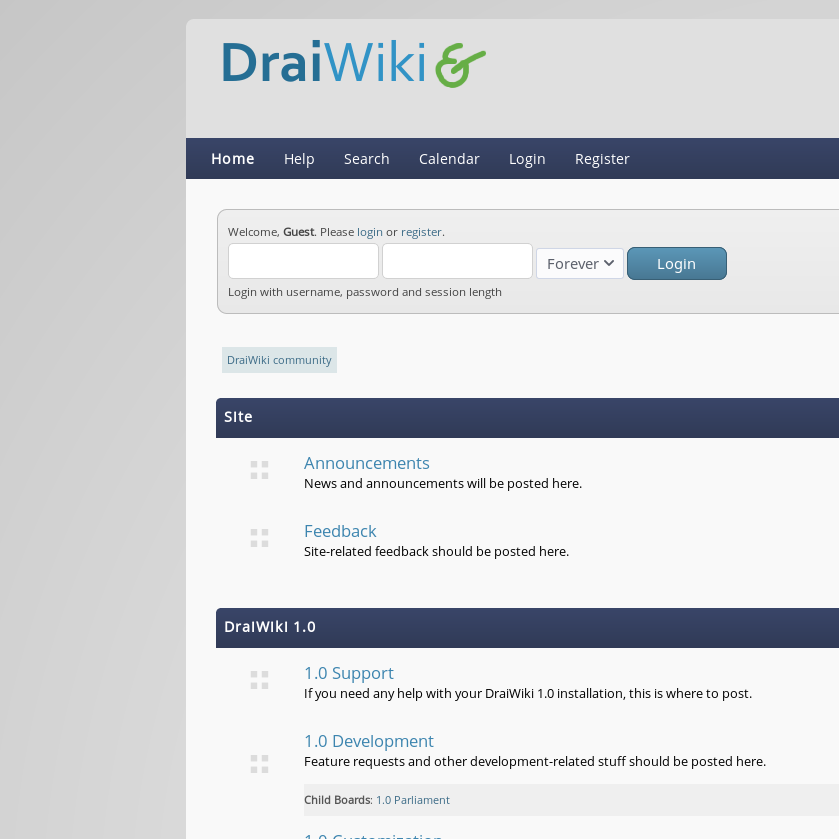 DraiWiki
Home Help Search Calendar Login Register
Welcome, Guest. Please login or register.
Forever Login
Login with username, password and session length
DraiWiki community
Site
Announcements
News and announcements will be posted here.
Feedback
Site-related feedback should be posted here.
DraiWiki 1.0
1.0 Support
If you need any help with your DraiWiki 1.0 installation, this is where to post.
1.0 Development
Feature requests and other development-related stuff should be posted here.
Child Boards: 1.0 Parliament
1.0 Customization